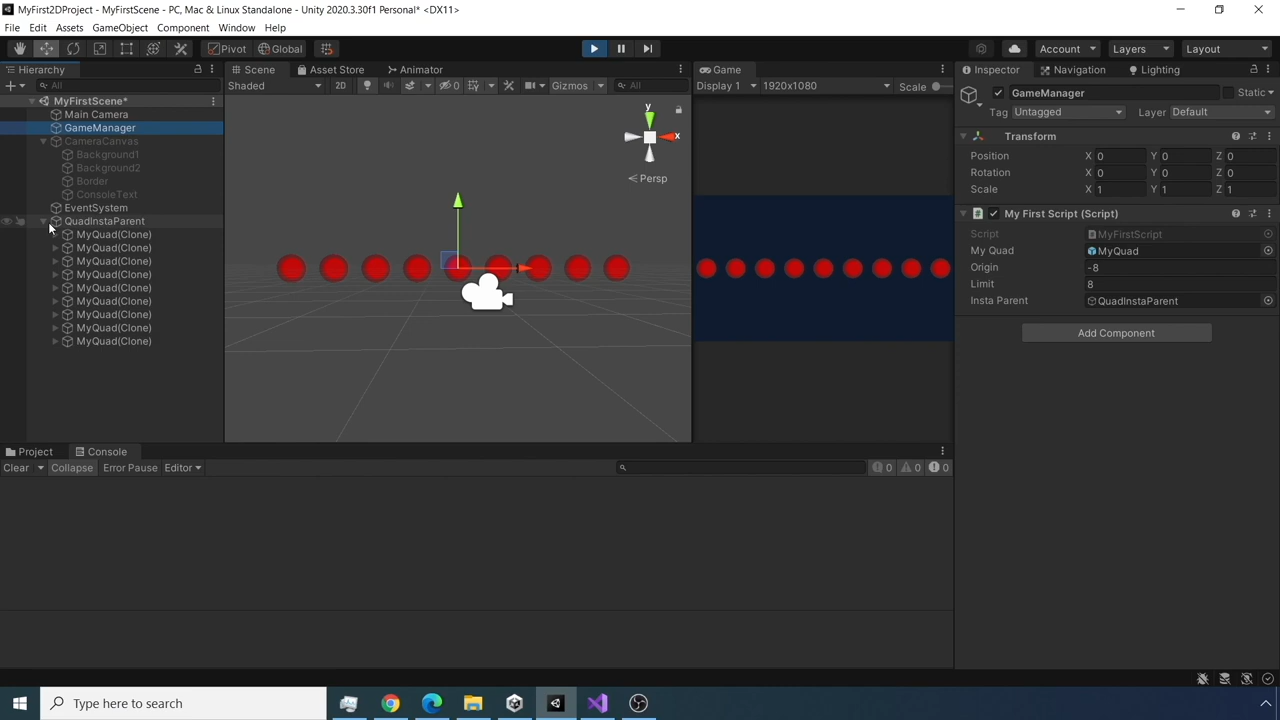 MyFirst2DProject - MyFirstScene - PC, Mac & Linux Standalone - Unity 2020.3.30f1 Personal* <DX11>
File Edit Assets GameObject Component Window Help
Pivot Global Account Layers Layout
Hierarchy
All
MyFirstScene*
Main Camera
GameManager
CameraCanvas
Background1
Background2
Border
ConsoleText
EventSystem
QuadInstaParent
MyQuad(Clone)
MyQuad(Clone)
MyQuad(Clone)
MyQuad(Clone)
MyQuad(Clone)
MyQuad(Clone)
MyQuad(Clone)
MyQuad(Clone)
MyQuad(Clone)
Scene Asset Store Animator
Shaded 2D 0 Gizmos All
y
x
Persp
Game
Display 1 1920x1080 Scale
Inspector Navigation Lighting
GameManager Static
Tag Untagged Layer Default
Transform
Position X 0 Y 0 Z 0
Rotation X 0 Y 0 Z 0
Scale X 1 Y 1 Z 1
My First Script (Script)
Script MyFirstScript
My Quad MyQuad
Origin -8
Limit 8
Insta Parent QuadInstaParent
Add Component
Project Console
Clear Collapse Error Pause Editor 0 0 0
Type here to search